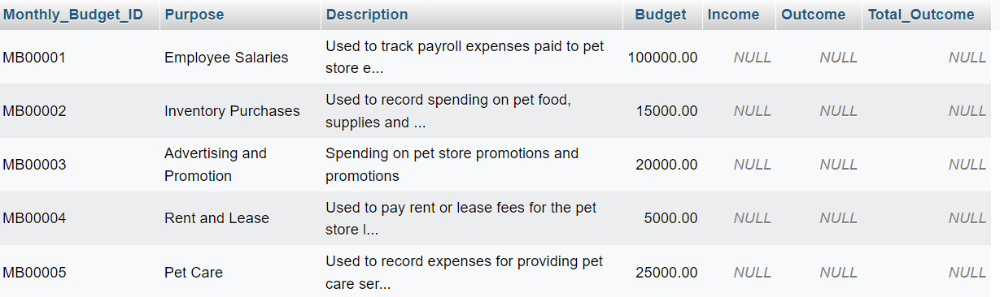 Monthly_Budget_ID Purpose Description Budget Income Outcome Total_Outcome
MB00001 Employee Salaries Used to track payroll expenses paid to pet store e... 100000.00 NULL NULL NULL
MB00002 Inventory Purchases Used to record spending on pet food, supplies and ... 15000.00 NULL NULL NULL
MB00003 Advertising and Promotion Spending on pet store promotions and promotions 20000.00 NULL NULL NULL
MB00004 Rent and Lease Used to pay rent or lease fees for the pet store l... 5000.00 NULL NULL NULL
MB00005 Pet Care Used to record expenses for providing pet care ser... 25000.00 NULL NULL NULL